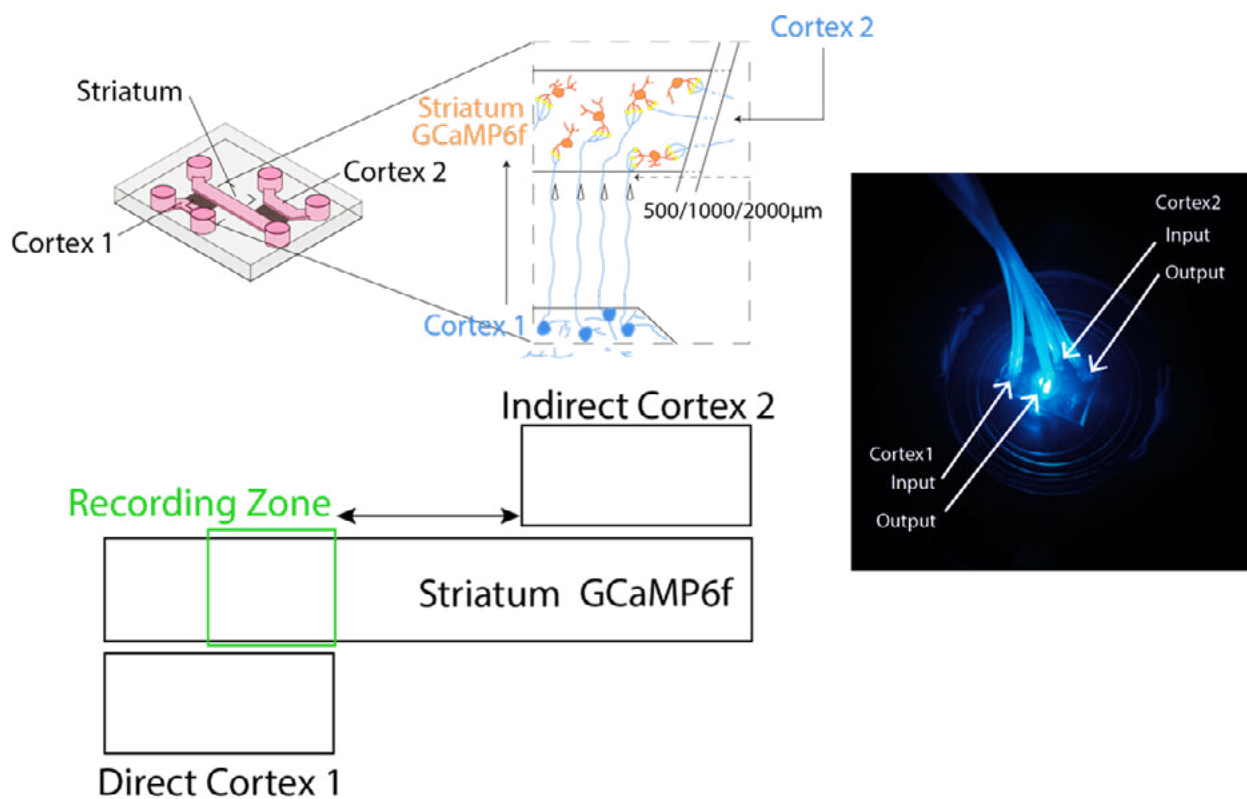 Striatum
Cortex 2
Cortex 1
Cortex 2
Striatum
GCaMP6f
500/1000/2000μm
Cortex 1
Cortex2
Input
Output
Cortex1
Input
Output
Indirect Cortex 2
Recording Zone
Striatum GCaMP6f
Direct Cortex 1